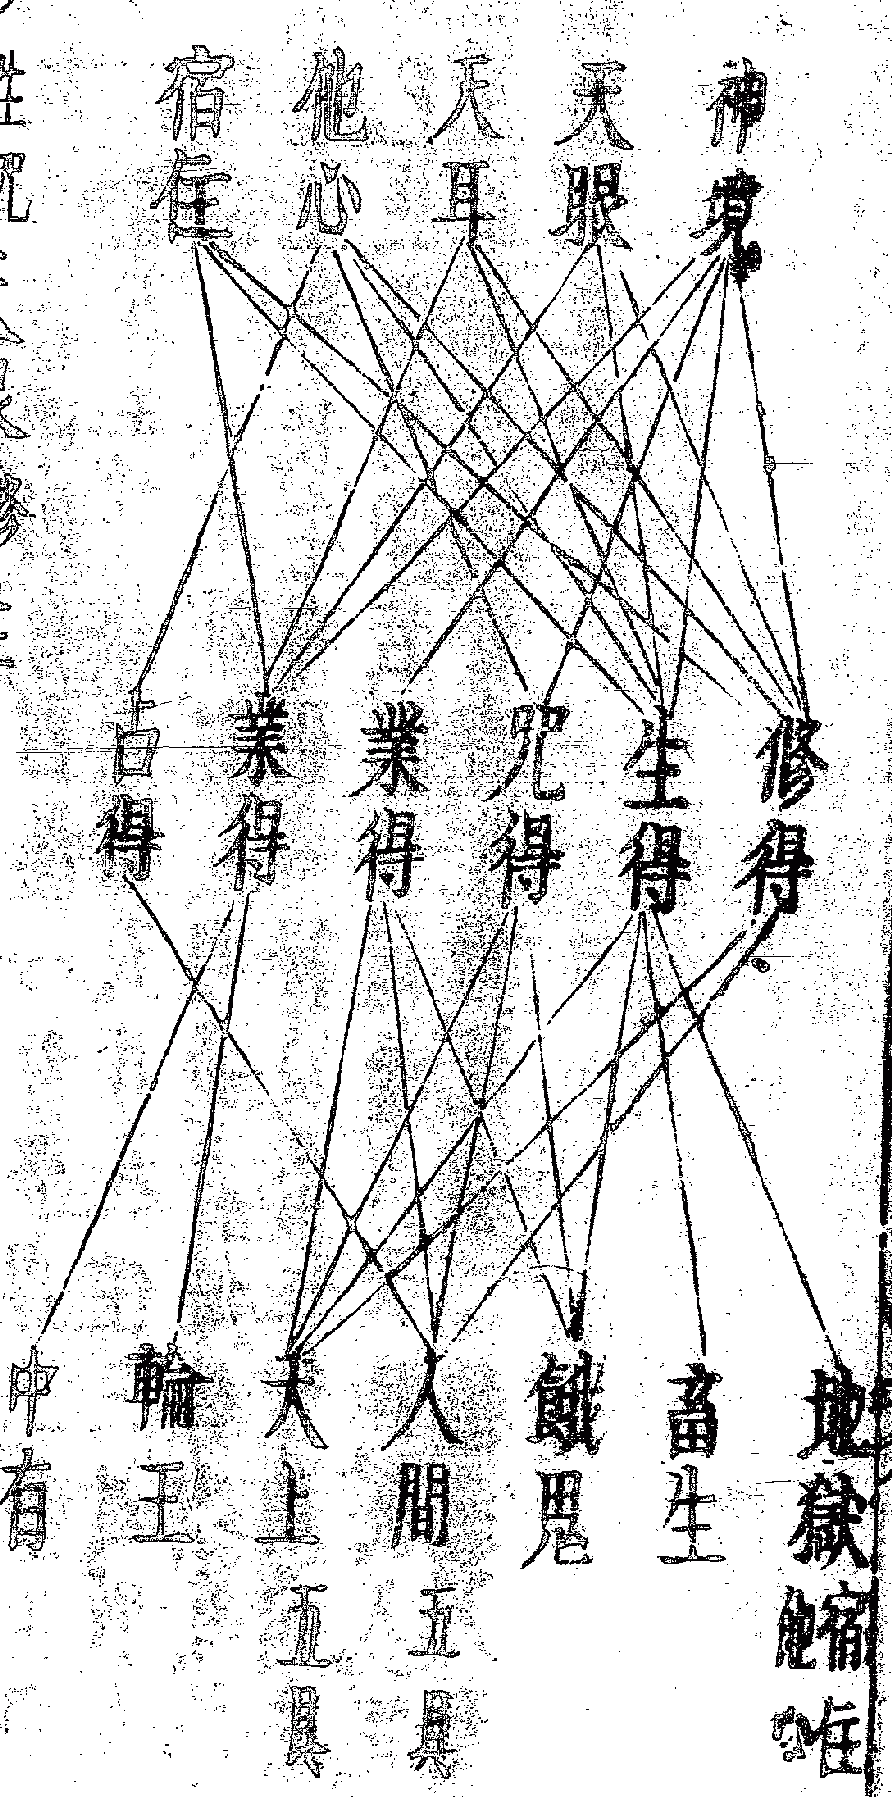 神境
天眼
天耳
他心
宿住
修得
生得
咒得
業得
業得
占得
地獄
宿住
他心
畜生
餓鬼
人間
五具
天上
五具
輪王
中有